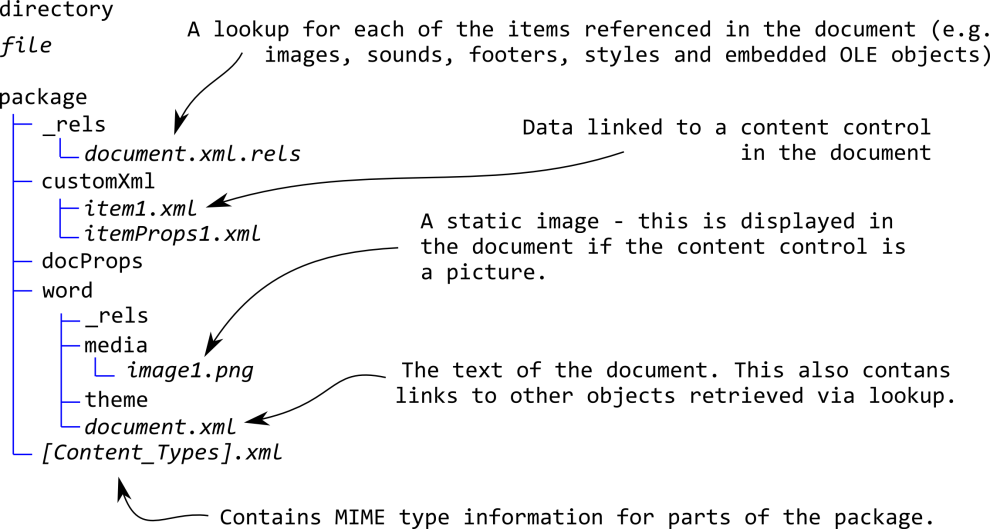 directory
file
A lookup for each of the items referenced in the document (e.g.
images, sounds, footers, styles and embedded OLE objects)
package
_rels
document.xml.rels
Data linked to a content control
in the document
customXml
item1.xml
itemProps1.xml
A static image - this is displayed in
the document if the content control is
a picture.
docProps
word
_rels
media
image1.png
The text of the document. This also contans
links to other objects retrieved via lookup.
theme
document.xml
[Content_Types].xml
Contains MIME type information for parts of the package.